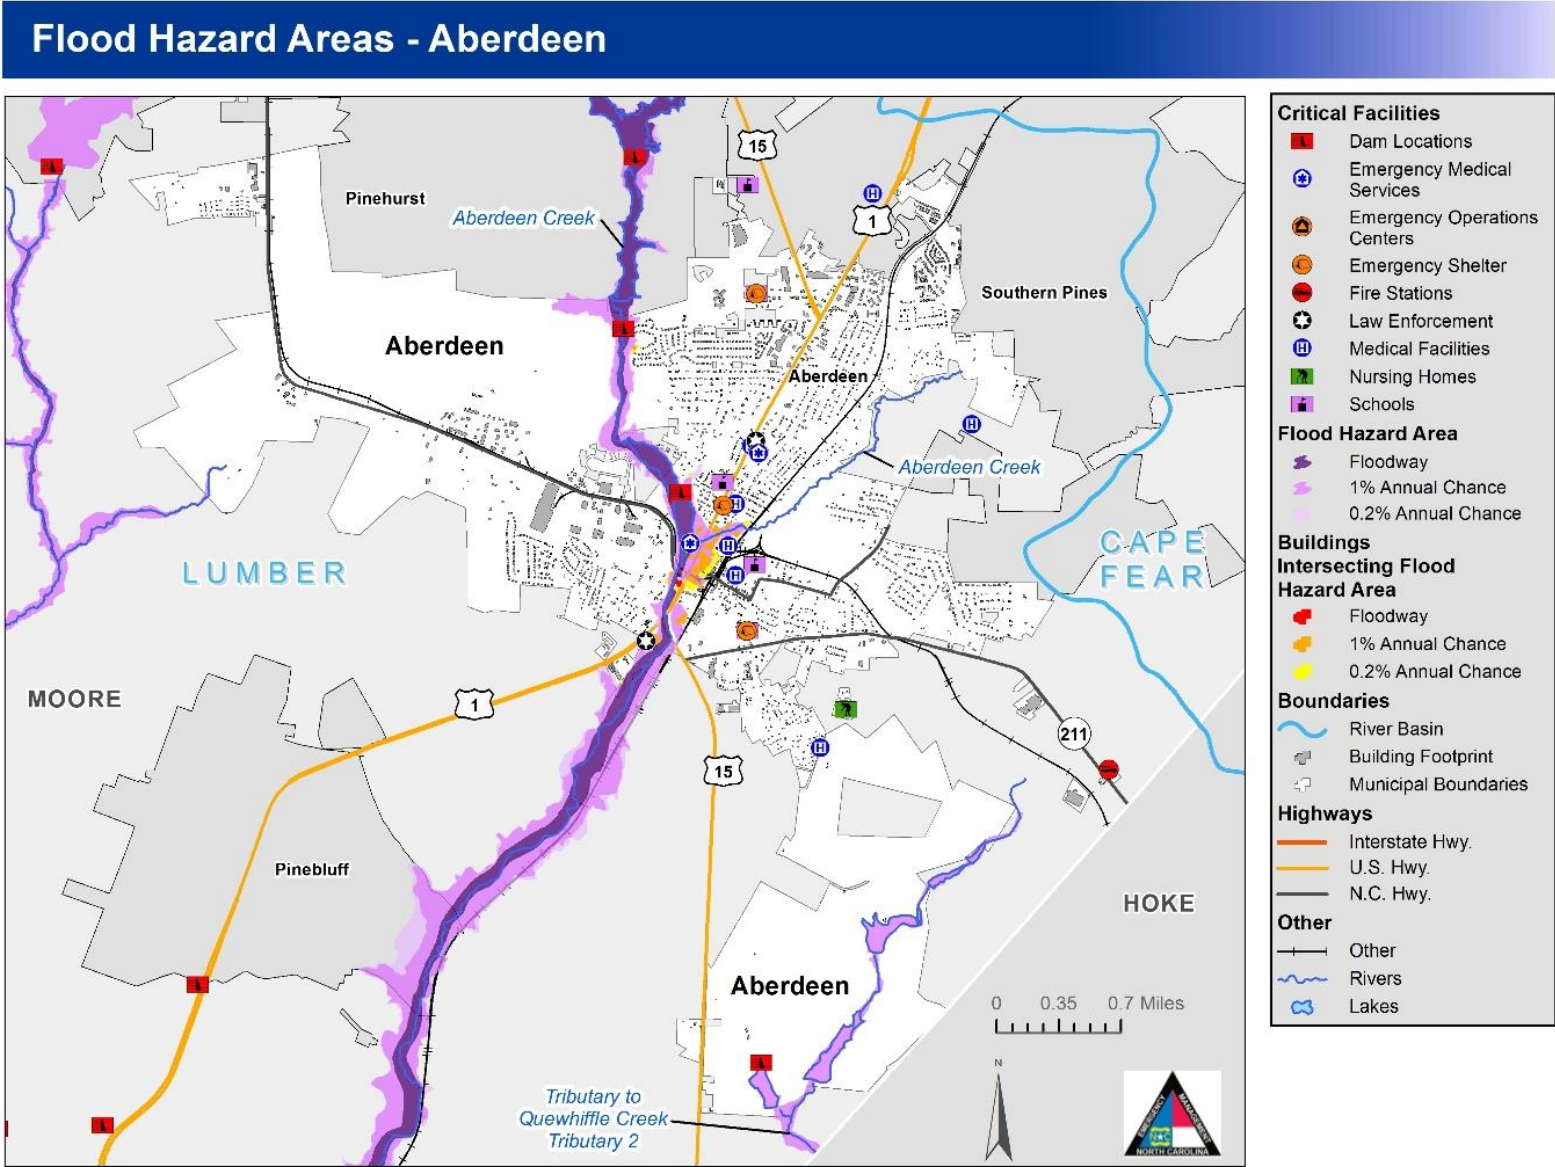 Flood Hazard Areas - Aberdeen
15
Pinehurst
Aberdeen Creek
1
Southern Pines
Aberdeen
Aberdeen
Aberdeen Creek
CAPE
FEAR
LUMBER
MOORE
1
211
15
Pinebluff
HOKE
Aberdeen
0 0.35 0.7 Miles
N
Tributary to
Quewhiffle Creek
Tributary 2
EMERGENCY
MANAGEMENT
NC
NORTH CAROLINA
Critical Facilities
Dam Locations
Emergency Medical
Services
Emergency Operations
Centers
Emergency Shelter
Fire Stations
Law Enforcement
Medical Facilities
Nursing Homes
Schools
Flood Hazard Area
Floodway
1% Annual Chance
0.2% Annual Chance
Buildings
Intersecting Flood
Hazard Area
Floodway
1% Annual Chance
0.2% Annual Chance
Boundaries
River Basin
Building Footprint
Municipal Boundaries
Highways
Interstate Hwy.
U.S. Hwy.
N.C. Hwy.
Other
Other
Rivers
Lakes